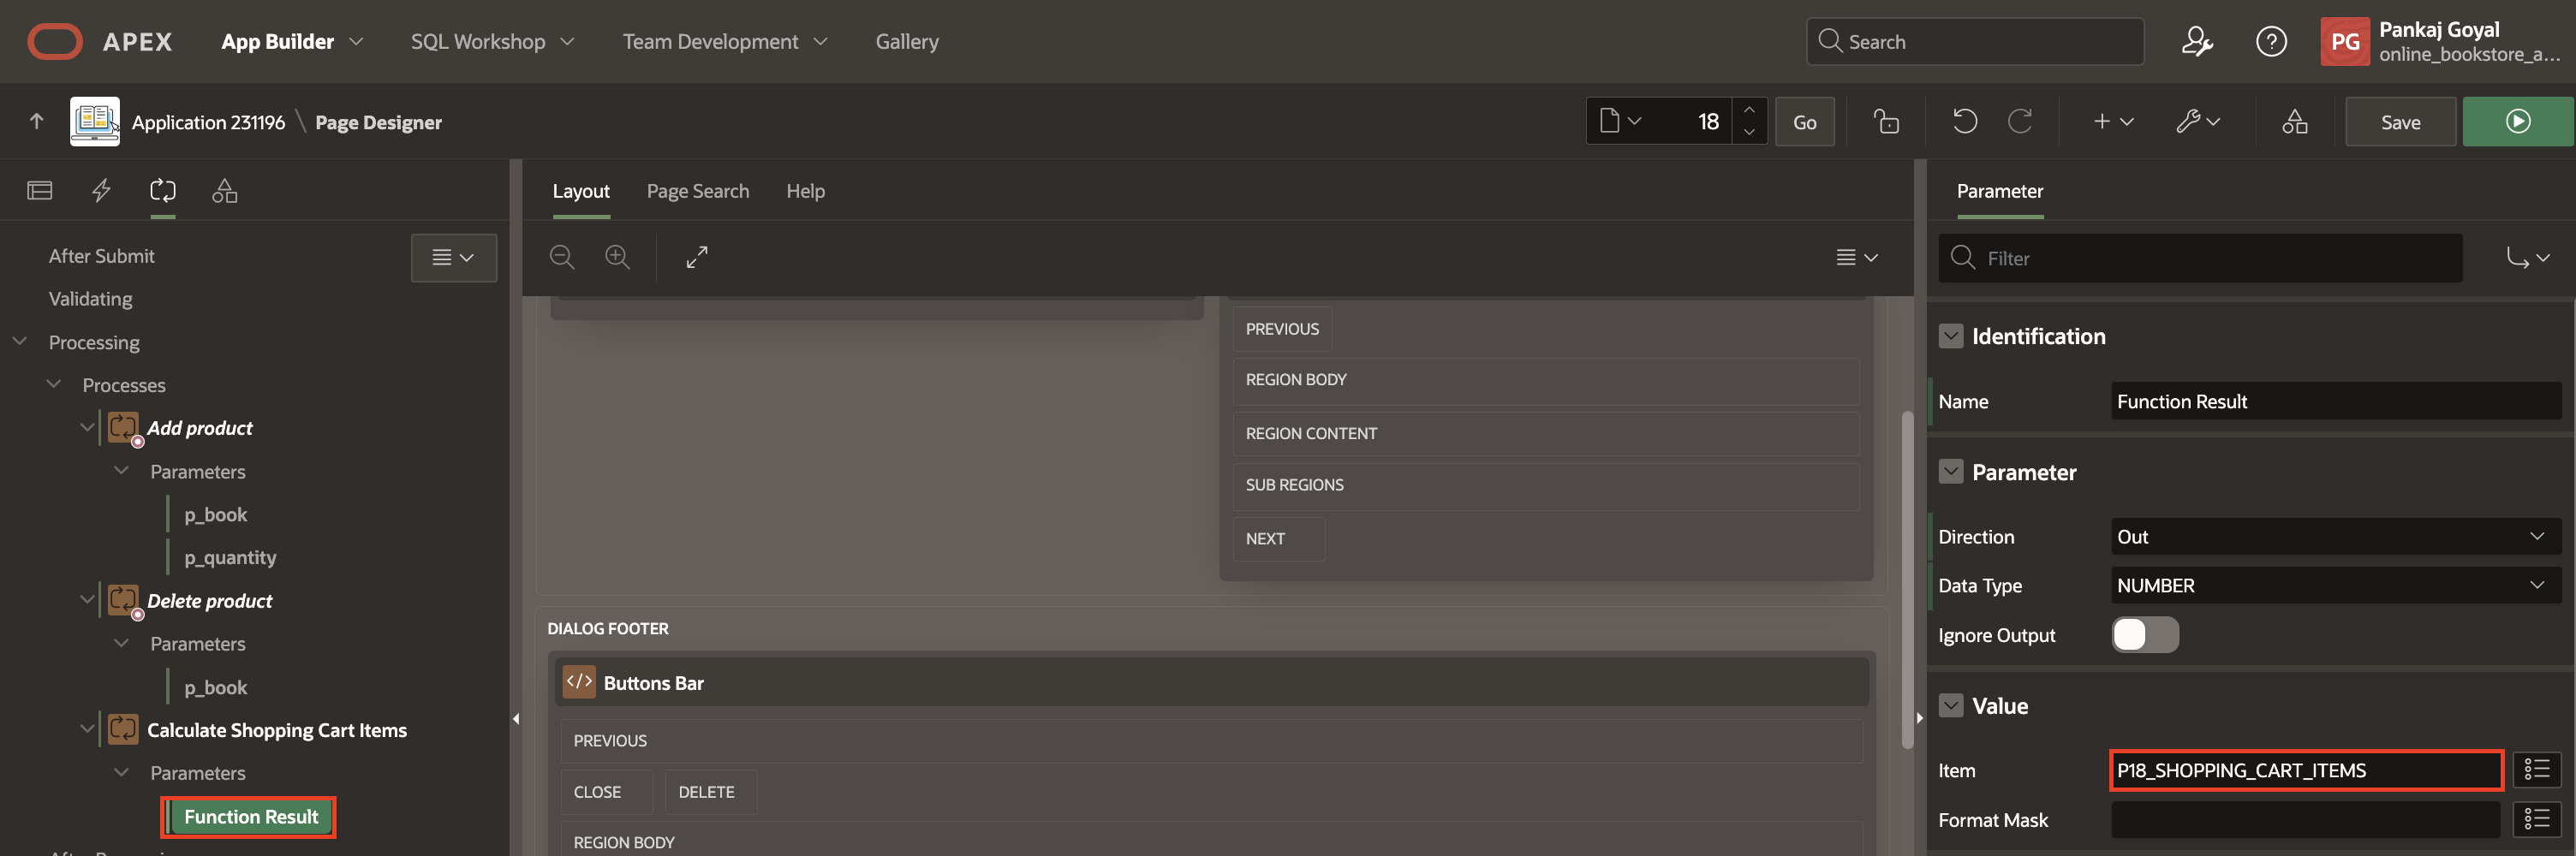 APEX App Builder SQL Workshop Team Development Gallery Search PG Pankaj Goyal
online_bookstore_a...
Application 231196 \ Page Designer 18 Go Save
Layout Page Search Help
Parameter
After Submit
Validating
Processing
Processes
Add product
Parameters
p_book
p_quantity
Delete product
Parameters
p_book
Calculate Shopping Cart Items
Parameters
Function Result
PREVIOUS
REGION BODY
REGION CONTENT
SUB REGIONS
NEXT
DIALOG FOOTER
</> Buttons Bar
PREVIOUS
CLOSE DELETE
REGION BODY
Filter
Identification
Name Function Result
Parameter
Direction Out
Data Type NUMBER
Ignore Output
Value
Item P18_SHOPPING_CART_ITEMS
Format Mask